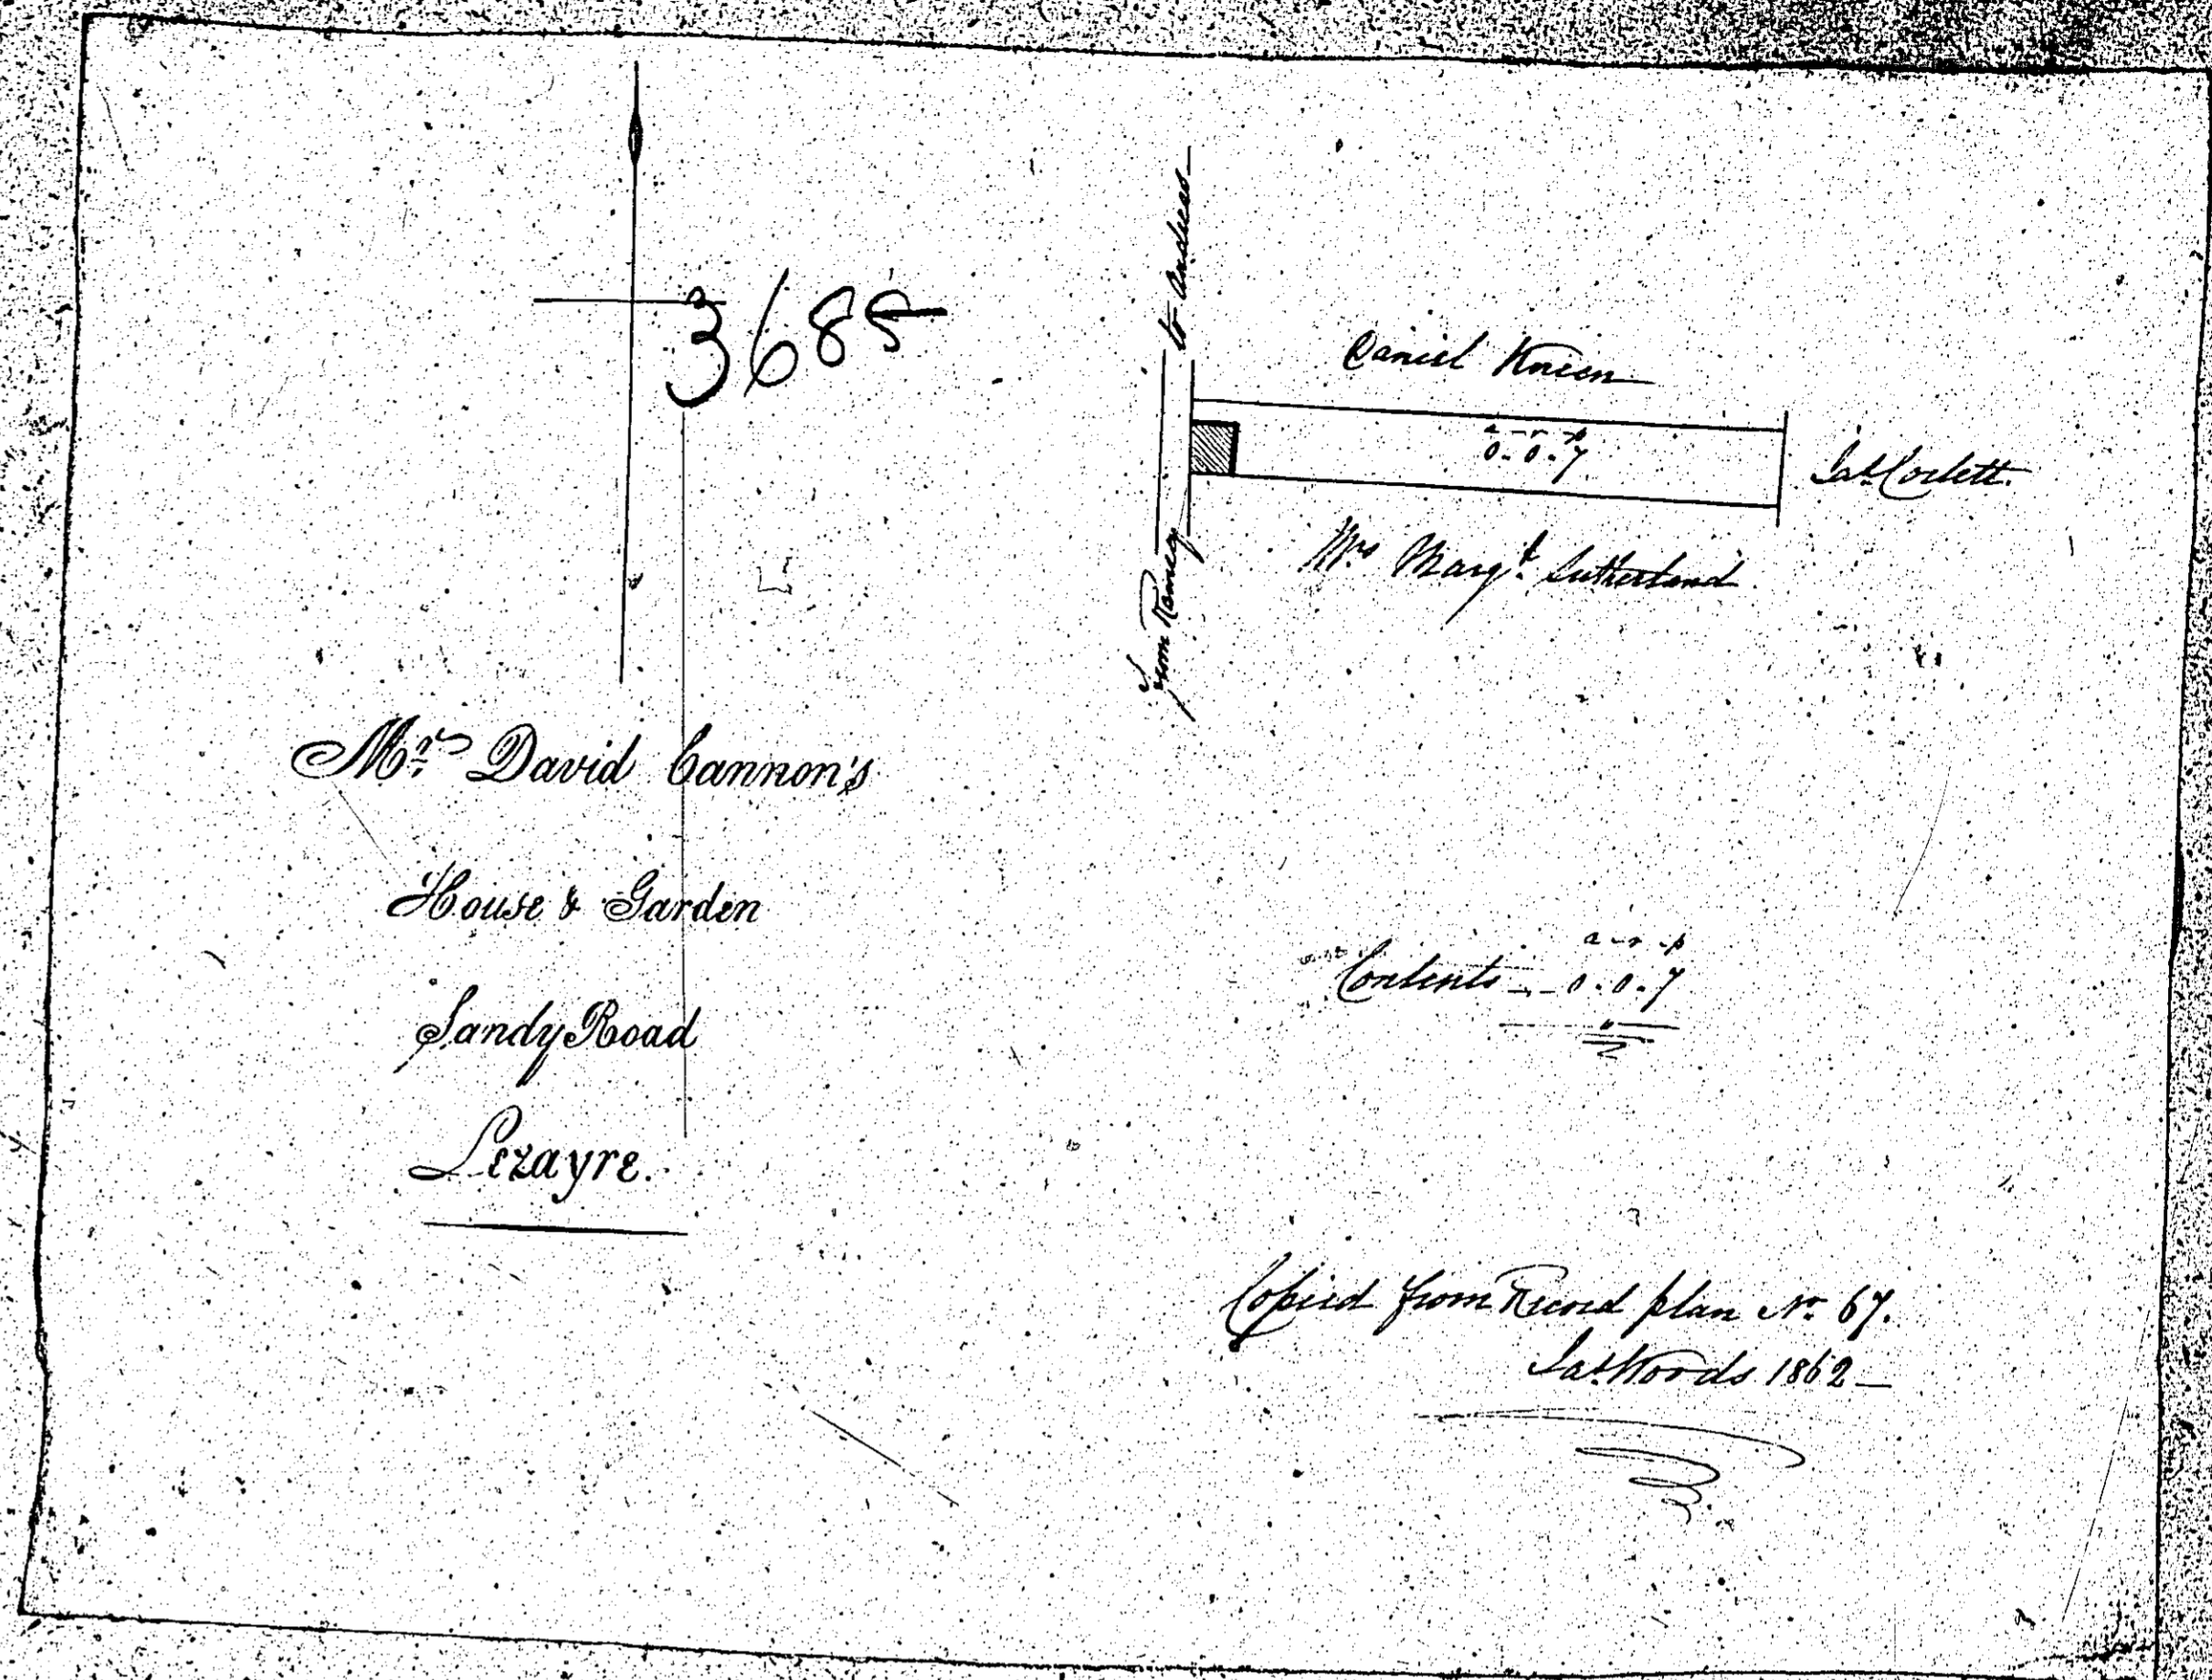 3685
Mr. David Cannon's
House & Garden
Sandy Road
Lezayre.
From Ramsey to Andreas
Daniel Kneen
a - r - p
0 - 0 - 7
Jas. Corlett.
Mrs Margt. Sutherland
a - r - p
Contents - 0 - 0 - 7
Copied from Record plan No. 67.
Jas. Woods 1862